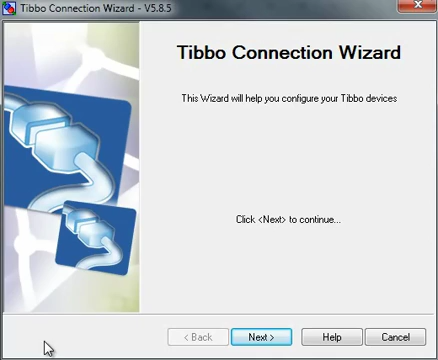 Tibbo Connection Wizard - V5.8.5
Tibbo Connection Wizard
This Wizard will help you configure your Tibbo devices
Click <Next> to continue...
< Back
Next >
Help
Cancel